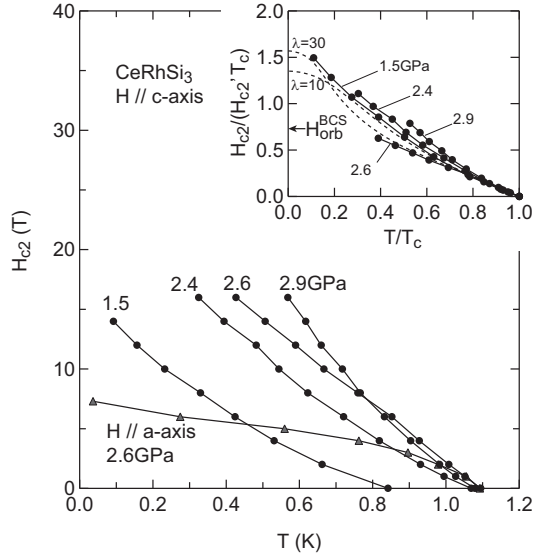 40
30
20
10
0
H_c2 (T)
0
0.2
0.4
0.6
0.8
1.0
1.2
T (K)
CeRhSi3
H // c-axis
1.5
2.4
2.6
2.9GPa
H // a-axis
2.6GPa
2.0
1.5
1.0
0.5
0.0
H_c2/(H_c2' T_c)
0.0
0.2
0.4
0.6
0.8
1.0
T/T_c
λ=30
λ=10
1.5GPa
2.4
2.9
2.6
H_orb^BCS